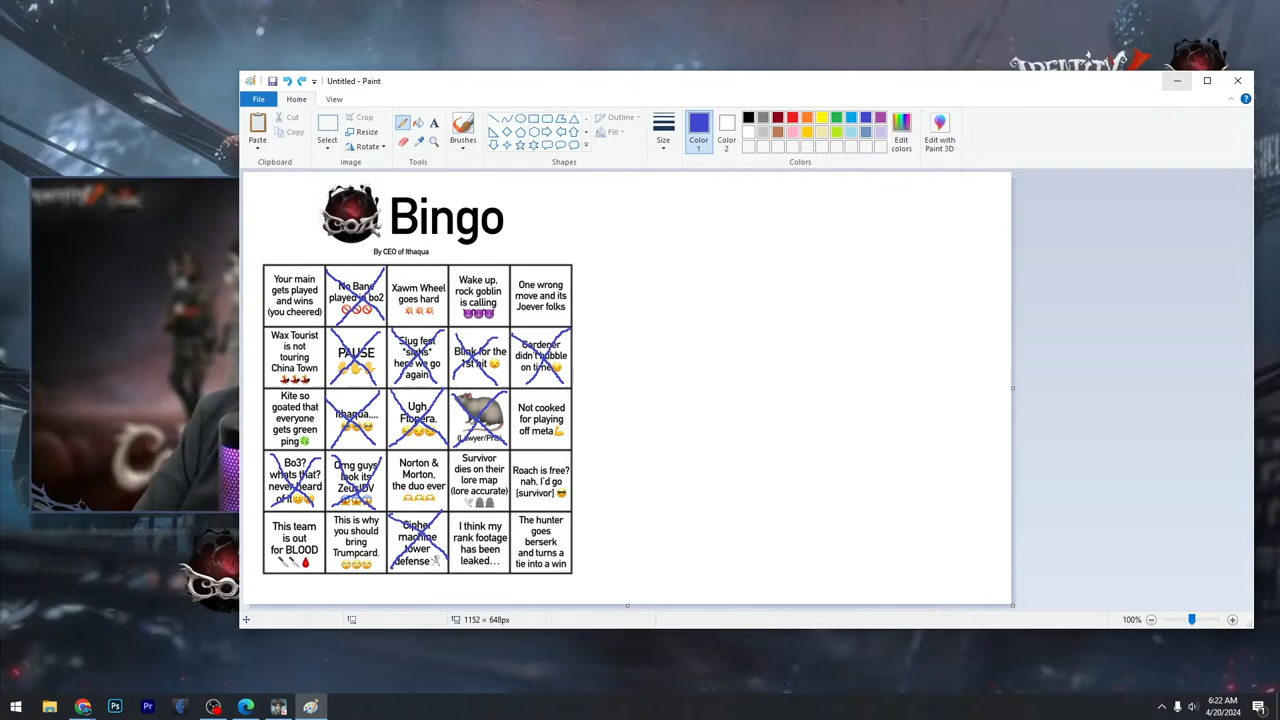 IDENTITY
Untitled - Paint
File
Home
View
Paste
Cut
Copy
Clipboard
Select
Crop
Resize
Rotate
Image
A
Tools
Brushes
Outline
Fill
Shapes
Size
Color
1
Color
2
Edit
colors
Edit with
Paint 3D
Colors
COZ
Bingo
By CEO of Ithaqua
Your main
gets played
and wins
(you cheered)
No Bane
played in bo2
🚫🚫🚫
Xawm Wheel
goes hard
💥💥💥
Wake up,
rock goblin
is calling
😈😈😈
One wrong
move and its
Joever folks
Wax Tourist
is not
touring
China Town
💃💃💃
PAUSE
✋✋✋
Slug fest
*sighs*
here we go
again
Blink for the
1st hit 😔
Gardener
didn't bubble
on time😔
Kite so
goated that
everyone
gets green
ping🍀
Ithaqua....
Ugh,
Flopera.
(Lawyer/Phs)
Not cooked
for playing
off meta💪
Bo3?
whats that?
never heard
of it
Omg guys
look its
ZeusIDV
😱😱😱
Norton &
Morton,
the duo ever
🫶🫶🫶
Survivor
dies on their
lore map
(lore accurate)
🕊🪦🪦
Roach is free?
nah. I'd go
[survivor] 😎
This team
is out
for BLOOD
🔪🔪🩸
This is why
you should
bring
Trumpcard.
Cipher
machine
tower
defense
I think my
rank footage
has been
leaked...
The hunter
goes
berserk
and turns a
tie into a win
1152 × 648px
100%
Ps
Pr
6:22 AM
4/20/2024